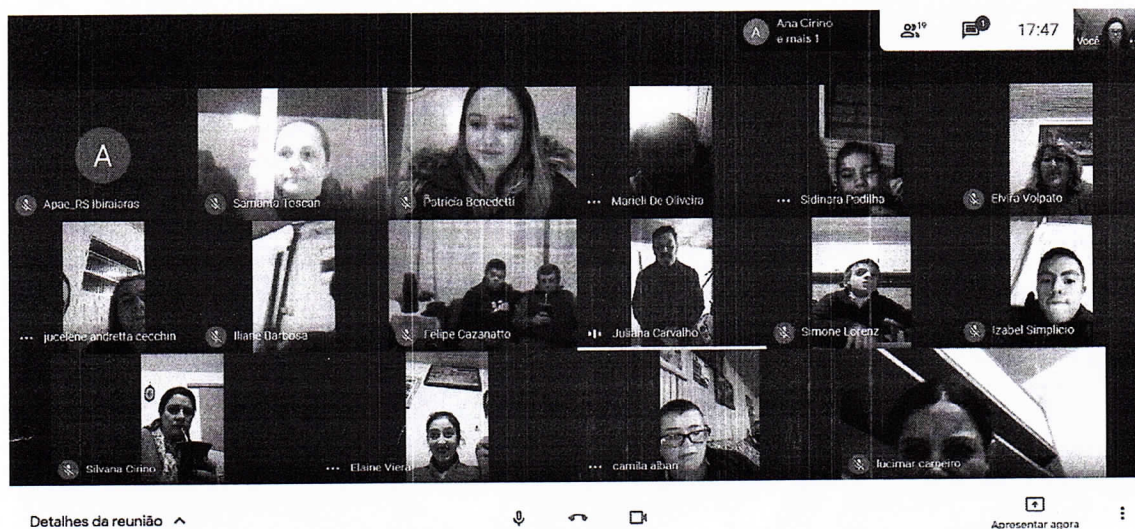 Ana Cirino
e mais 1
A
19
1
17:47
Você
A
Apae_RS Ibiraiaras
Samanta Toscan
Patricia Benedetti
Marieli De Oliveira
Sidinara Padilha
Elvira Volpato
jucelene andretta cecchin
Iliane Barbosa
Felipe Cazanatto
Juliana Carvalho
Simone Lorenz
Izabel Simplicio
Silvana Cirino
Elaine Viera
camila alban
lucimar carneiro
Detalhes da reunião
Apresentar agora